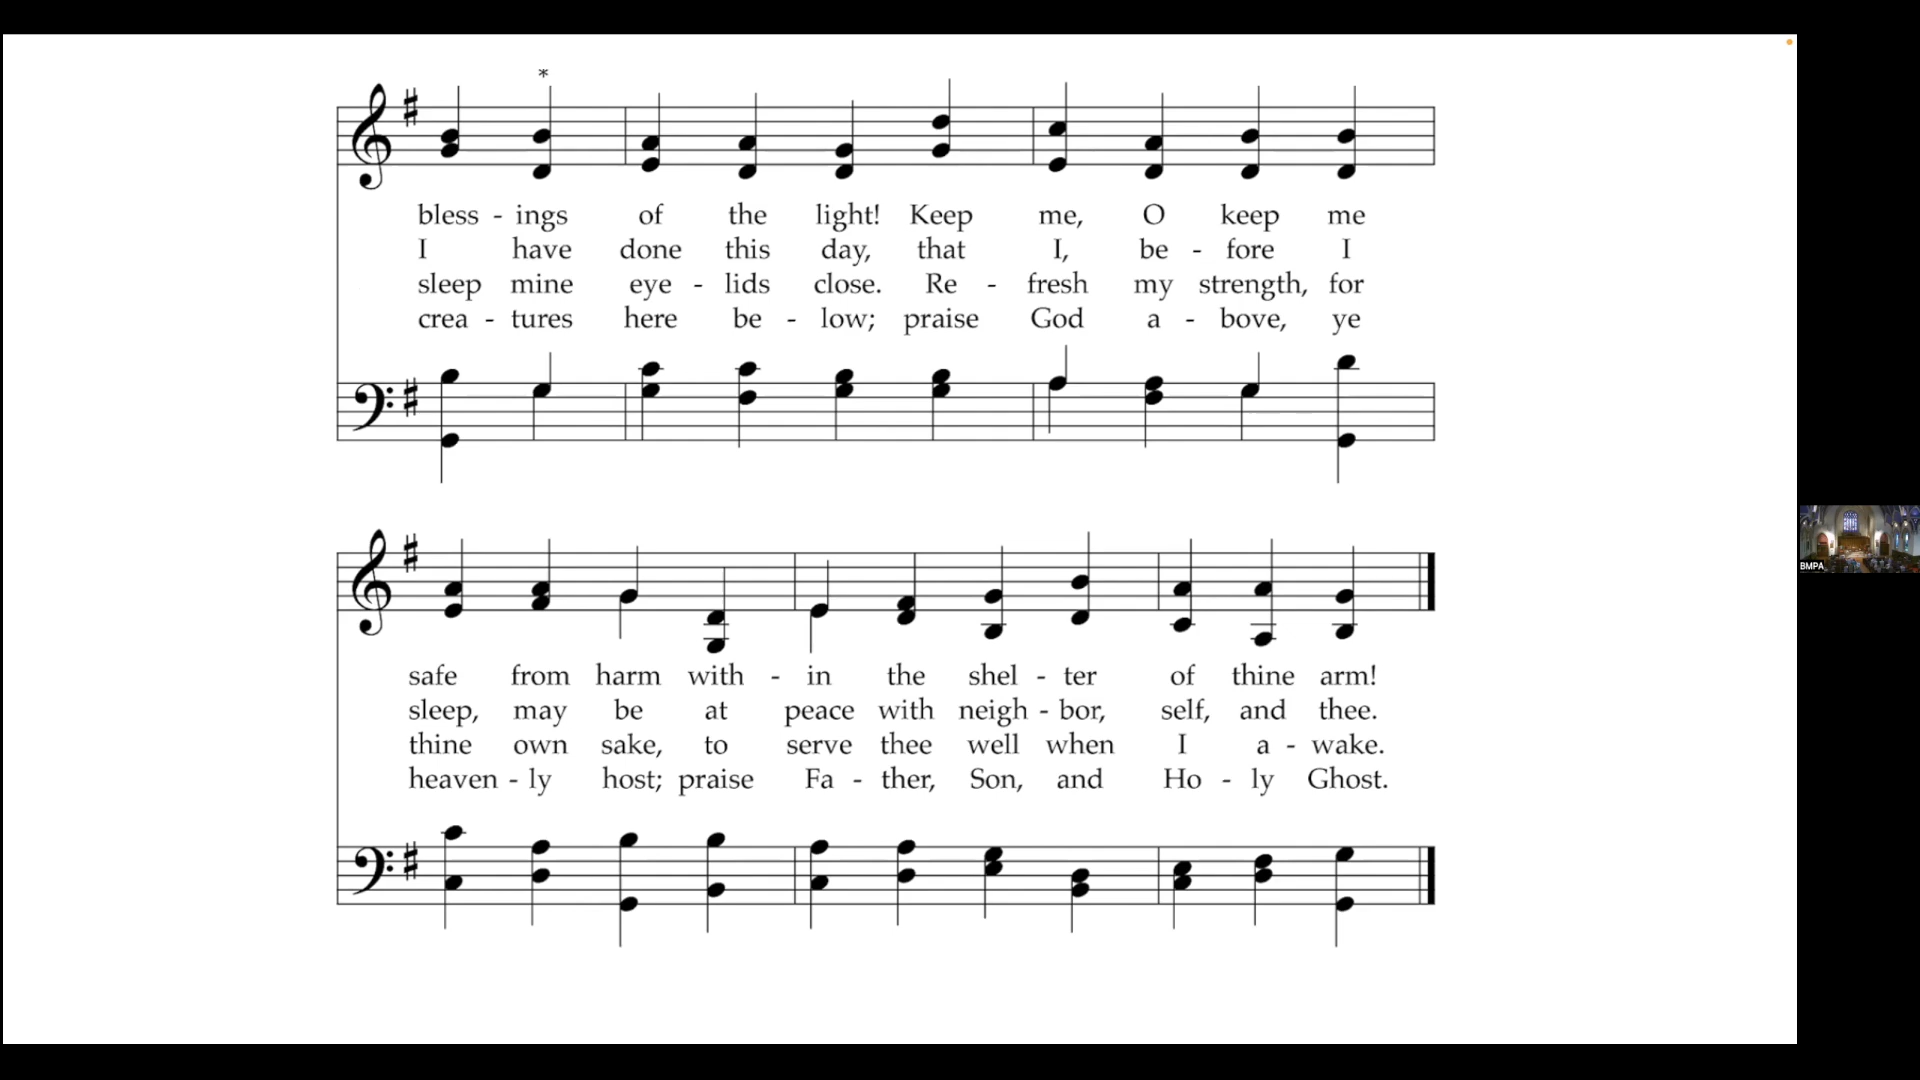 *
bless - ings of the light! Keep me, O keep me
I have done this day, that I, be - fore I
sleep mine eye - lids close. Re - fresh my strength, for
crea - tures here be - low; praise God a - bove, ye
safe from harm with - in the shel - ter of thine arm!
sleep, may be at peace with neigh - bor, self, and thee.
thine own sake, to serve thee well when I a - wake.
heaven - ly host; praise Fa - ther, Son, and Ho - ly Ghost.
BMPA